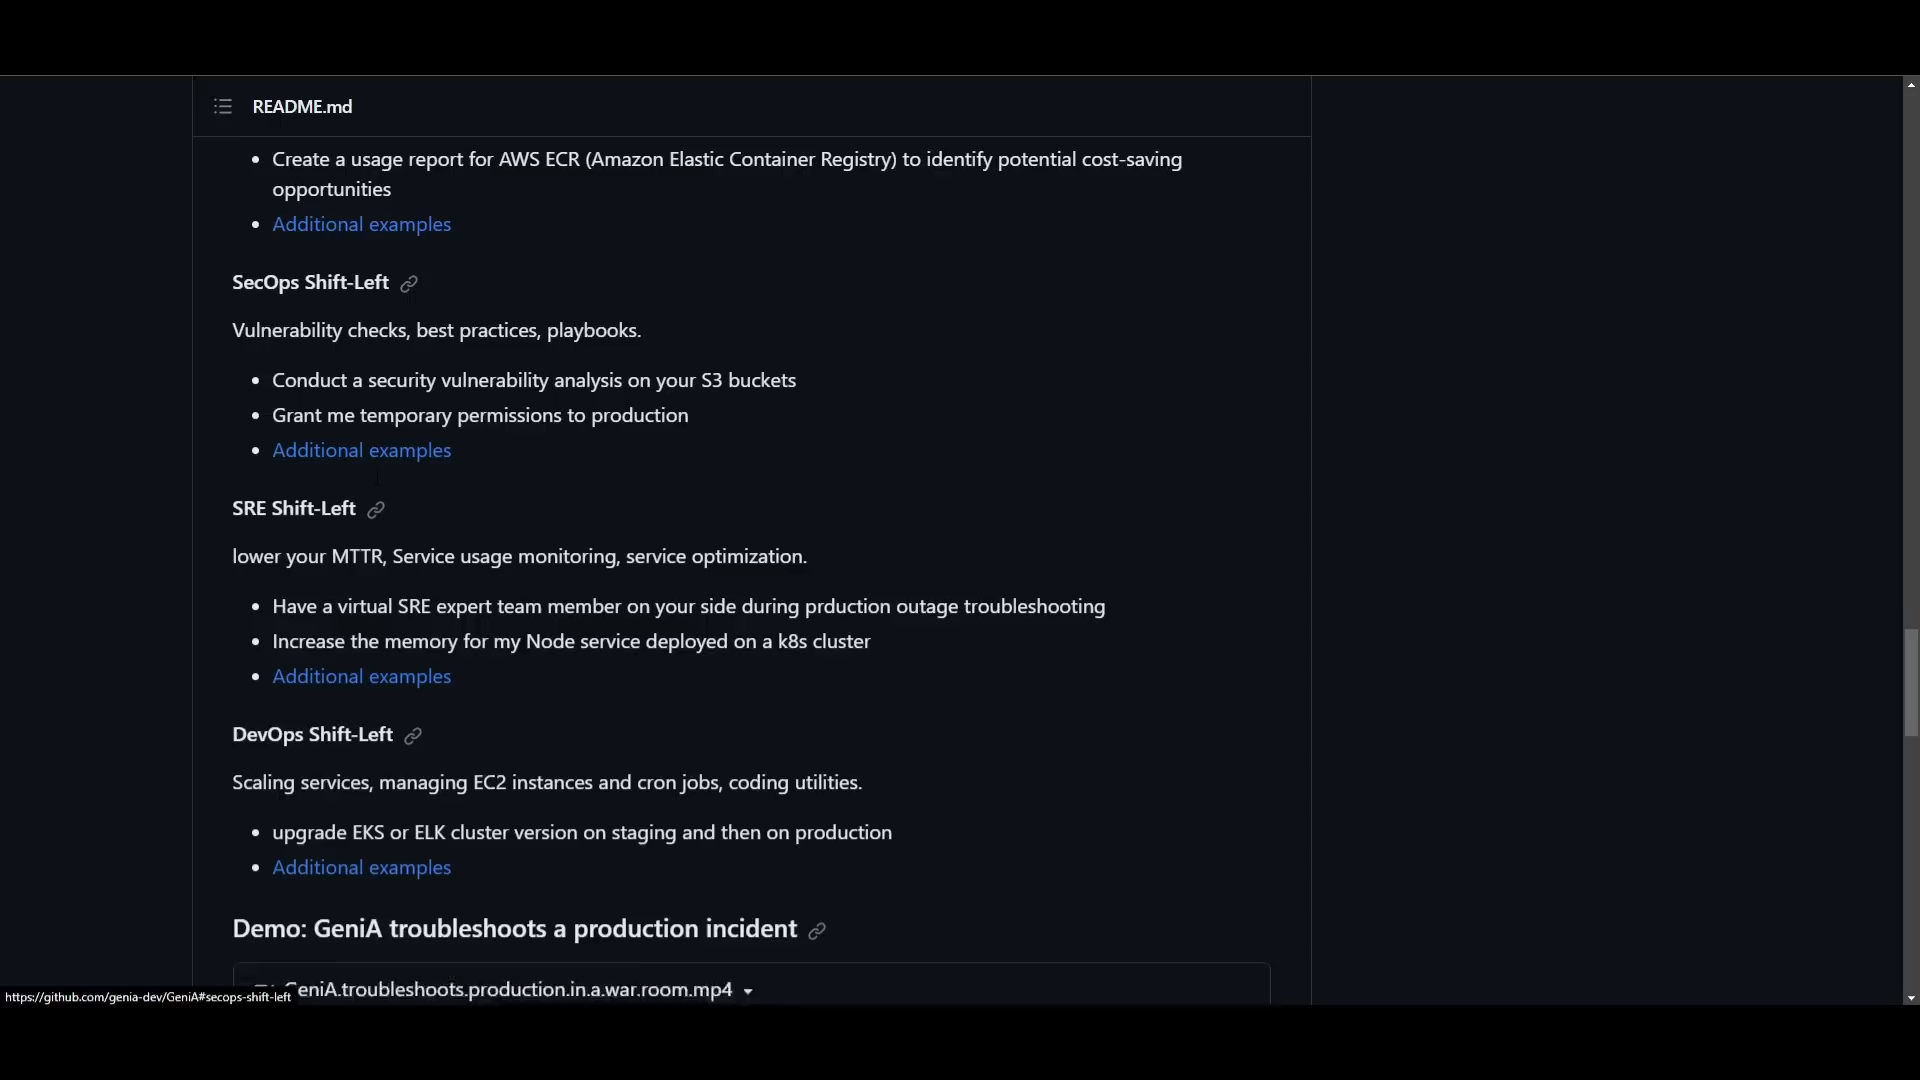 README.md
Create a usage report for AWS ECR (Amazon Elastic Container Registry) to identify potential cost-saving
opportunities
Additional examples
SecOps Shift-Left
Vulnerability checks, best practices, playbooks.
Conduct a security vulnerability analysis on your S3 buckets
Grant me temporary permissions to production
Additional examples
SRE Shift-Left
lower your MTTR, Service usage monitoring, service optimization.
Have a virtual SRE expert team member on your side during prduction outage troubleshooting
Increase the memory for my Node service deployed on a k8s cluster
Additional examples
DevOps Shift-Left
Scaling services, managing EC2 instances and cron jobs, coding utilities.
upgrade EKS or ELK cluster version on staging and then on production
Additional examples
Demo: GeniA troubleshoots a production incident
GeniA.troubleshoots.production.in.a.war.room.mp4
https://github.com/genia-dev/GeniA#secops-shift-left